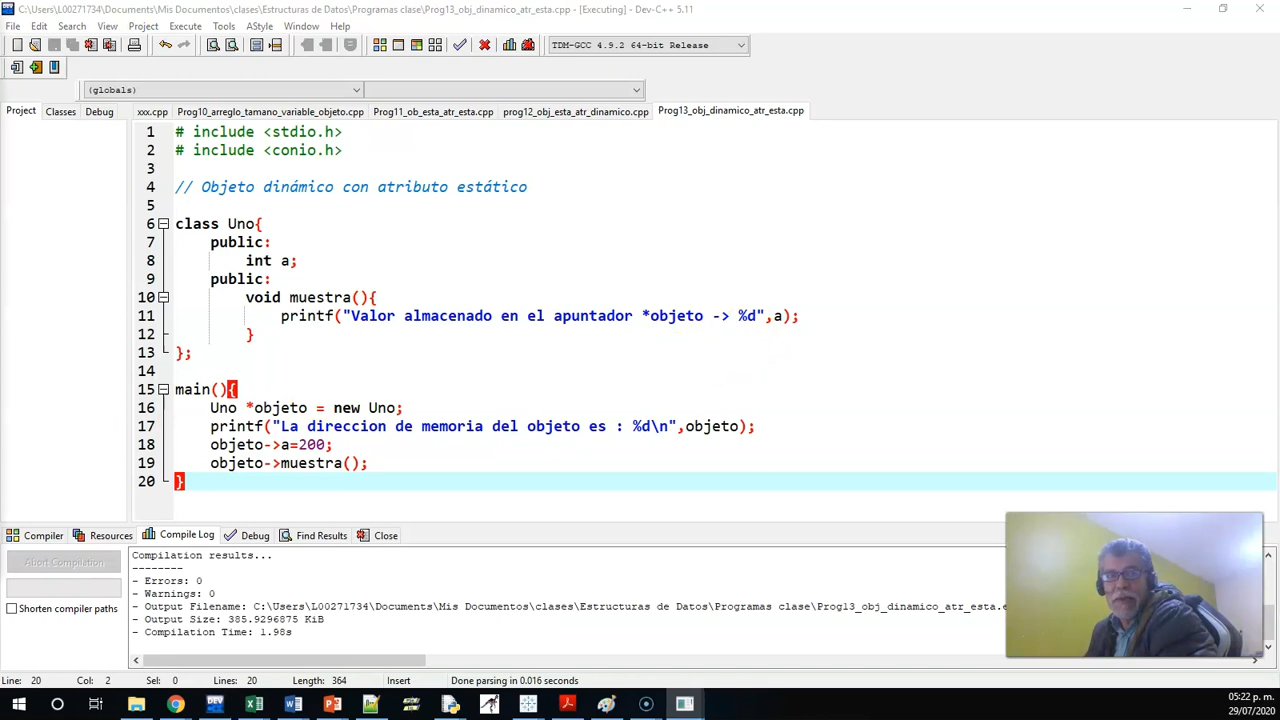 C:\Users\L00271734\Documents\Mis Documentos\clases\Estructuras de Datos\Programas clase\Prog13_obj_dinamico_atr_esta.cpp - [Executing] - Dev-C++ 5.11
File Edit Search View Project Execute Tools AStyle Window Help
TDM-GCC 4.9.2 64-bit Release
(globals)
Project Classes Debug xxx.cpp Prog10_arreglo_tamano_variable_objeto.cpp Prog11_ob_esta_atr_esta.cpp prog12_obj_esta_atr_dinamico.cpp Prog13_obj_dinamico_atr_esta.cpp
1 # include <stdio.h>
2 # include <conio.h>
3
4 // Objeto dinámico con atributo estático
5
6 class Uno{
7 public:
8 int a;
9 public:
10 void muestra(){
11 printf("Valor almacenado en el apuntador *objeto -> %d",a);
12 }
13 };
14
15 main(){
16 Uno *objeto = new Uno;
17 printf("La direccion de memoria del objeto es : %d\n",objeto);
18 objeto->a=200;
19 objeto->muestra();
20 }
Compiler Resources Compile Log Debug Find Results Close
Abort Compilation
Shorten compiler paths
Compilation results...
--------
- Errors: 0
- Warnings: 0
- Output Filename: C:\Users\L00271734\Documents\Mis Documentos\clases\Estructuras de Datos\Programas clase\Prog13_obj_dinamico_atr_esta.e
- Output Size: 385.9296875 KiB
- Compilation Time: 1.98s
Line: 20 Col: 2 Sel: 0 Lines: 20 Length: 364 Insert Done parsing in 0.016 seconds
05:22 p. m.
29/07/2020